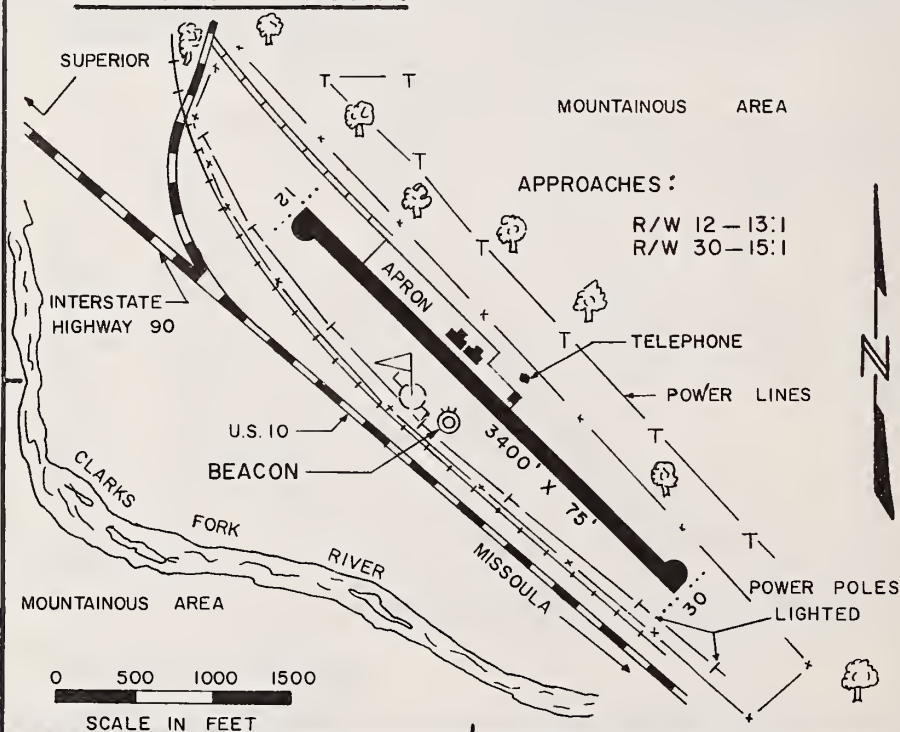 SUPERIOR
MOUNTAINOUS AREA
APPROACHES:
R/W 12–13:1
R/W 30–15:1
12
APRON
INTERSTATE
HIGHWAY 90
TELEPHONE
POWER LINES
N
U.S. 10
BEACON
3400' X 75'
CLARKS FORK RIVER
MISSOULA
30
MOUNTAINOUS AREA
POWER POLES
LIGHTED
0 500 1000 1500
SCALE IN FEET
T T
T
T
T
T
T